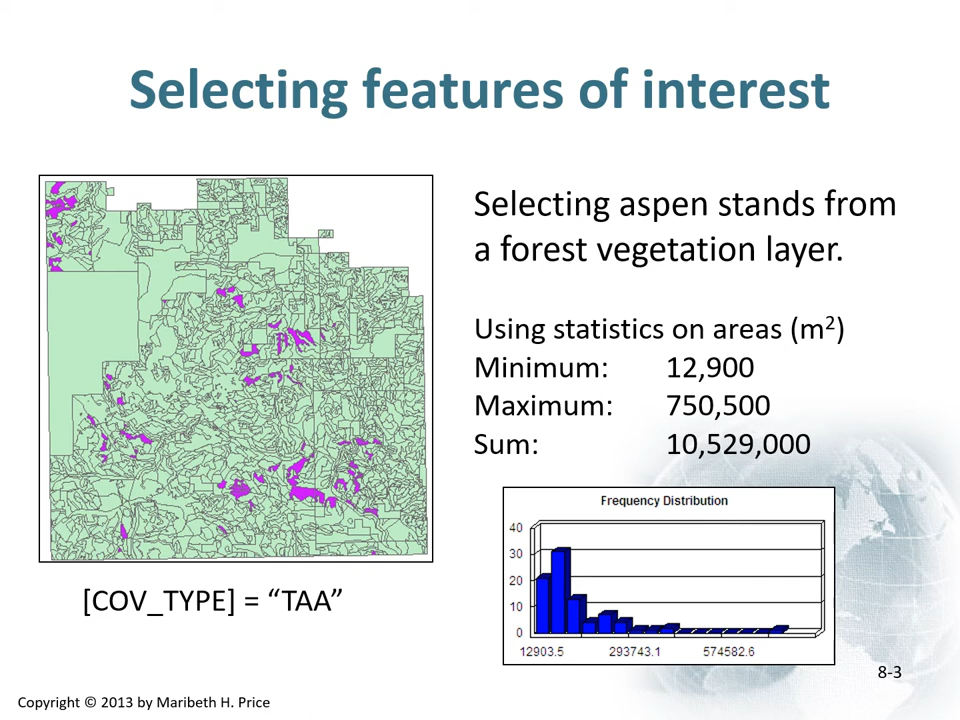 Selecting features of interest
Selecting aspen stands from
a forest vegetation layer.
Using statistics on areas (m²)
Minimum: 12,900
Maximum: 750,500
Sum: 10,529,000
Frequency Distribution
40
30
20
10
0
12903.5 293743.1 574582.6
[COV_TYPE] = “TAA”
8-3
Copyright © 2013 by Maribeth H. Price